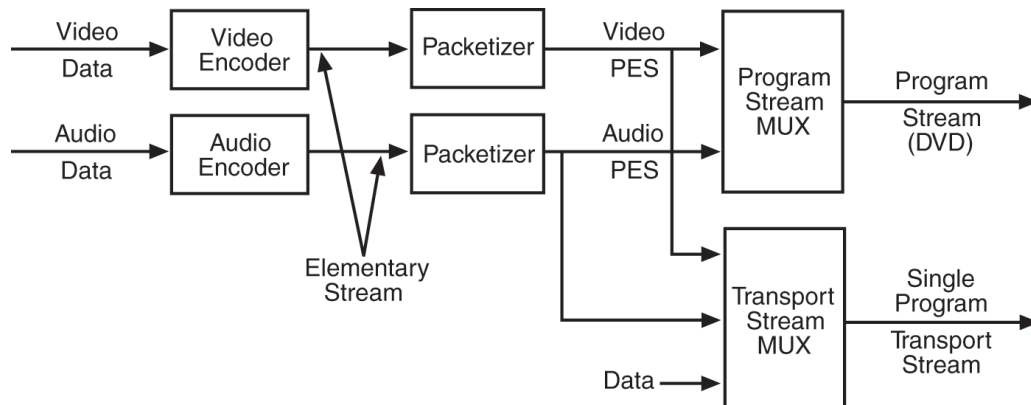 Video
Data
Video
Encoder
Packetizer
Video
PES
Program
Stream
MUX
Program
Stream
(DVD)
Audio
Data
Audio
Encoder
Packetizer
Audio
PES
Elementary
Stream
Transport
Stream
MUX
Single
Program
Transport
Stream
Data